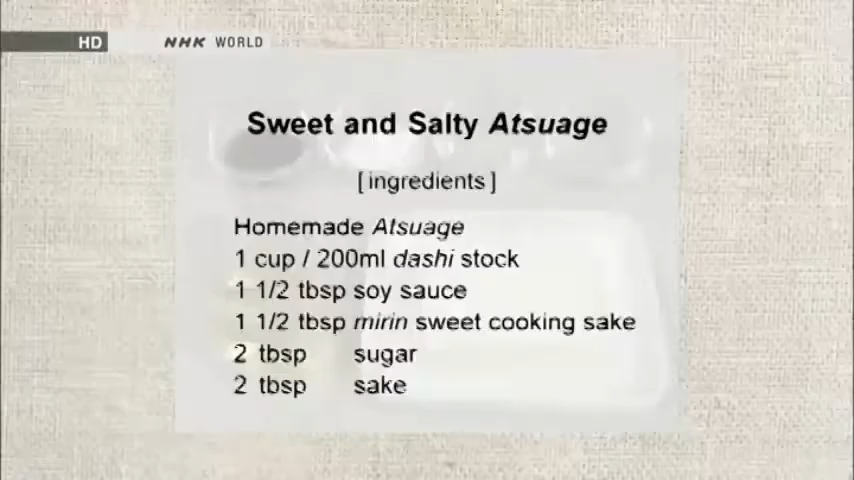 HD
NHK WORLD
Sweet and Salty Atsuage
[ingredients]
Homemade Atsuage
1 cup / 200ml dashi stock
1 1/2 tbsp soy sauce
1 1/2 tbsp mirin sweet cooking sake
2 tbsp sugar
2 tbsp sake